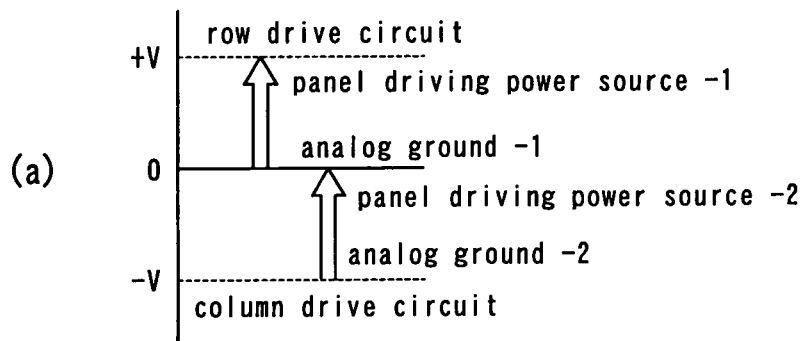 row drive circuit
+V
panel driving power source -1
analog ground -1
(a)
0
panel driving power source -2
analog ground -2
-V
column drive circuit